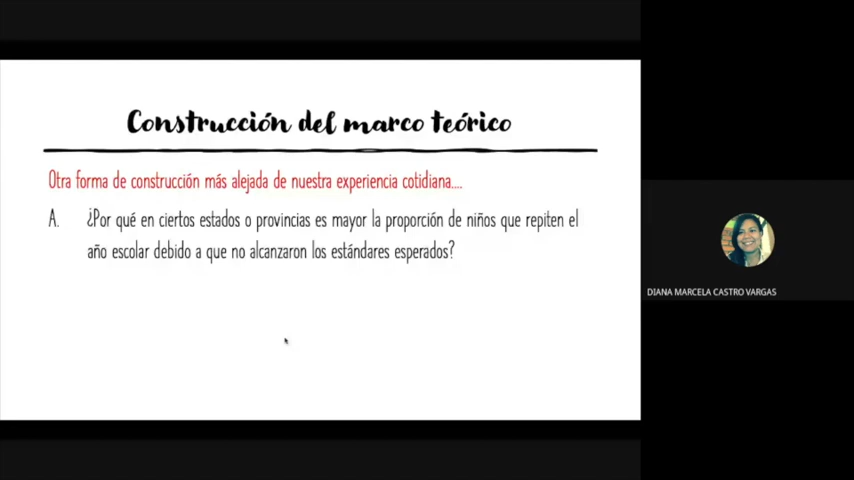 Construcción del marco teórico
Otra forma de construcción más alejada de nuestra experiencia cotidiana....
A. ¿Por qué en ciertos estados o provincias es mayor la proporción de niños que repiten el
año escolar debido a que no alcanzaron los estándares esperados?
DIANA MARCELA CASTRO VARGAS